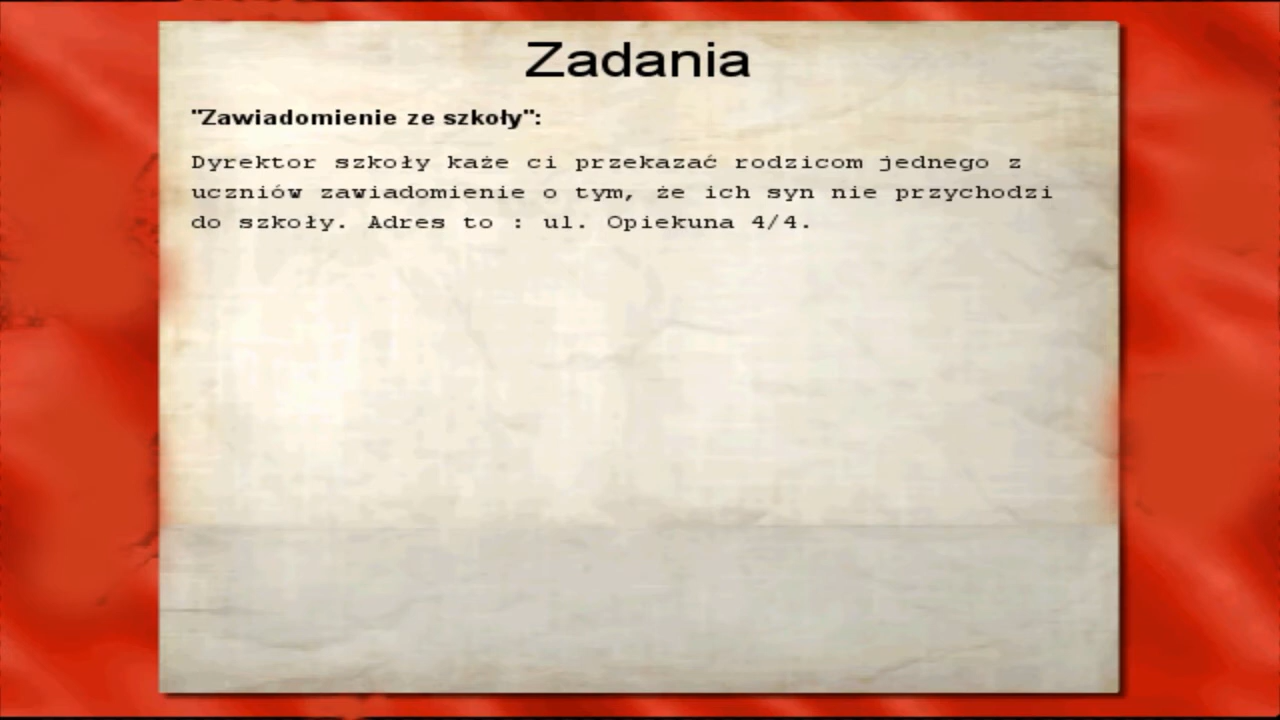 Zadania
"Zawiadomienie ze szkoły":
Dyrektor szkoły każe ci przekazać rodzicom jednego z
uczniów zawiadomienie o tym, że ich syn nie przychodzi
do szkoły. Adres to : ul. Opiekuna 4/4.